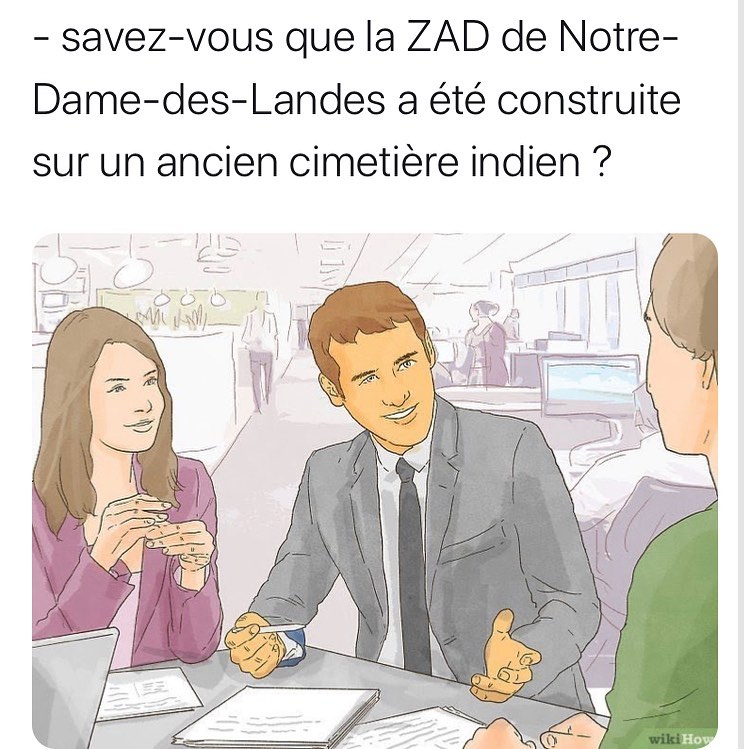 - savez-vous que la ZAD de Notre-
Dame-des-Landes a été construite
sur un ancien cimetière indien ?
wikiHow